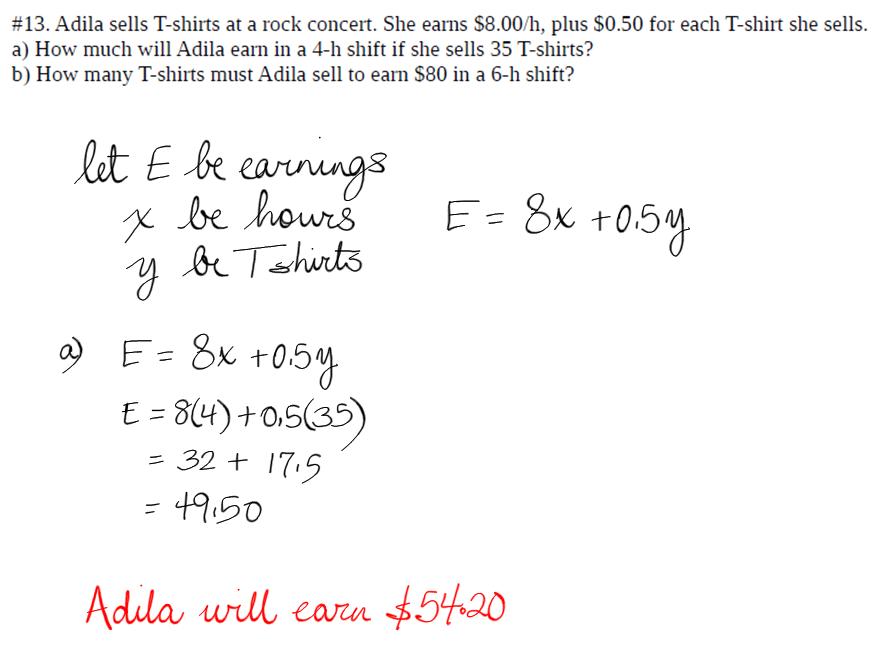 #13. Adila sells T-shirts at a rock concert. She earns $8.00/h, plus $0.50 for each T-shirt she sells.
a) How much will Adila earn in a 4-h shift if she sells 35 T-shirts?
b) How many T-shirts must Adila sell to earn $80 in a 6-h shift?
let E be earnings
x be hours
y be Tshirts
E = 8x + 0.5y
a) E = 8x + 0.5y
E = 8(4) + 0.5(35)
= 32 + 17.5
= 49.50
Adila will earn $54.20